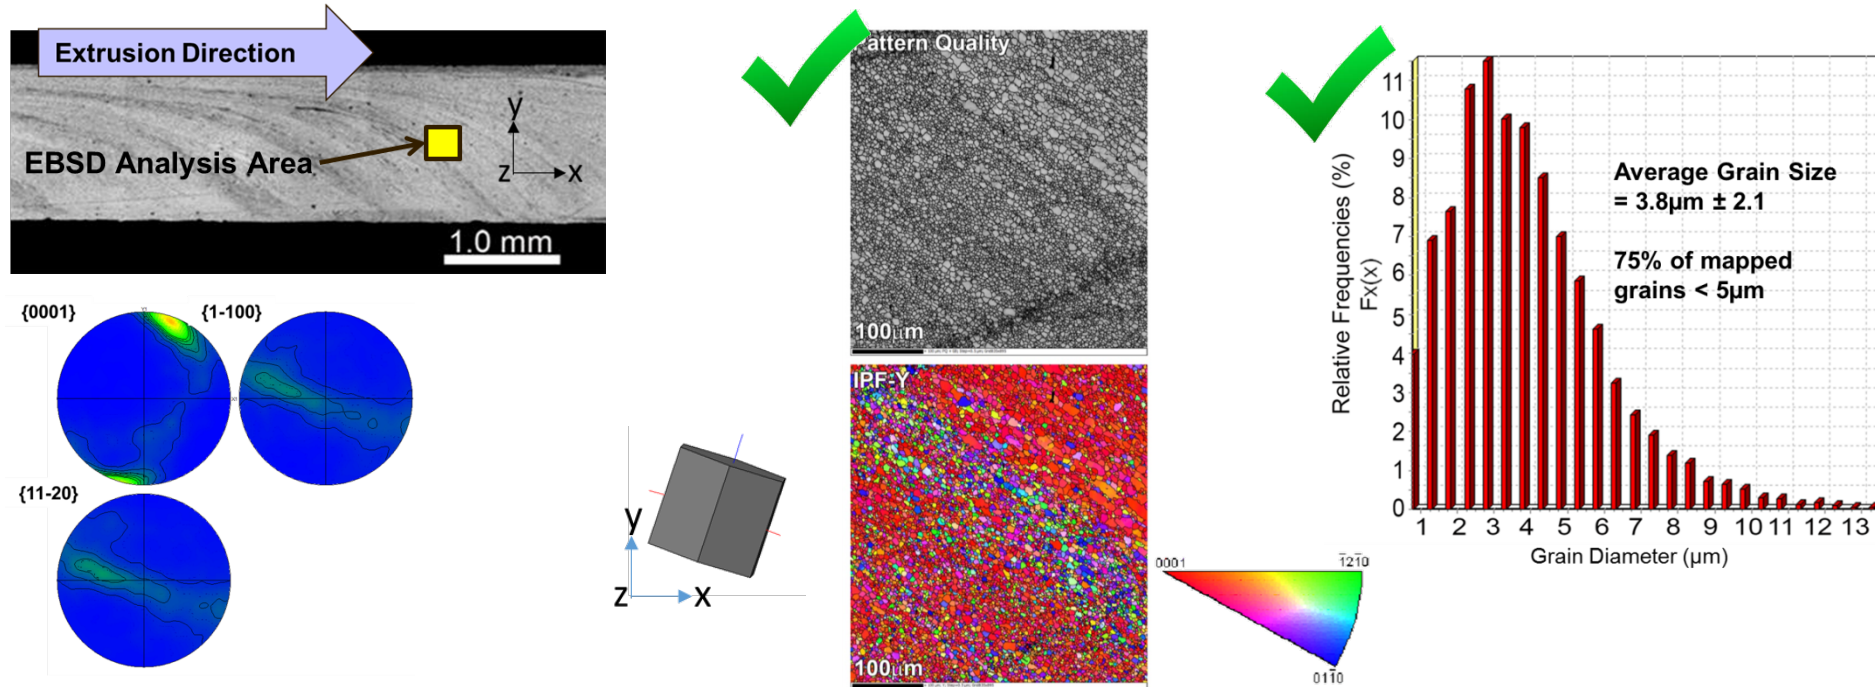 Extrusion Direction
EBSD Analysis Area
y
z
x
1.0 mm
{0001}
{1-100}
{11-20}
y
z
x
Pattern Quality
100μm
IPF-Y
100μm
0001
1̄21̄0
011̄0
Relative Frequencies (%)
Fx(x)
11
10
9
8
7
6
5
4
3
2
1
0
Average Grain Size
= 3.8µm ± 2.1
75% of mapped
grains < 5µm
1 2 3 4 5 6 7 8 9 10 11 12 13
Grain Diameter (µm)